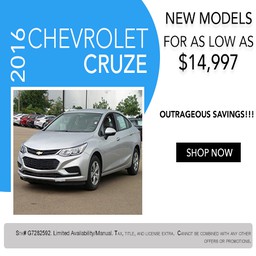 2016
CHEVROLET
CRUZE
NEW MODELS
FOR AS LOW AS
$14,997
OUTRAGEOUS SAVINGS!!!
SHOP NOW
Stk# G7282592. Limited Availability/Manual. Tax, title, and license extra. Cannot be combined with any other
offers or promotions.